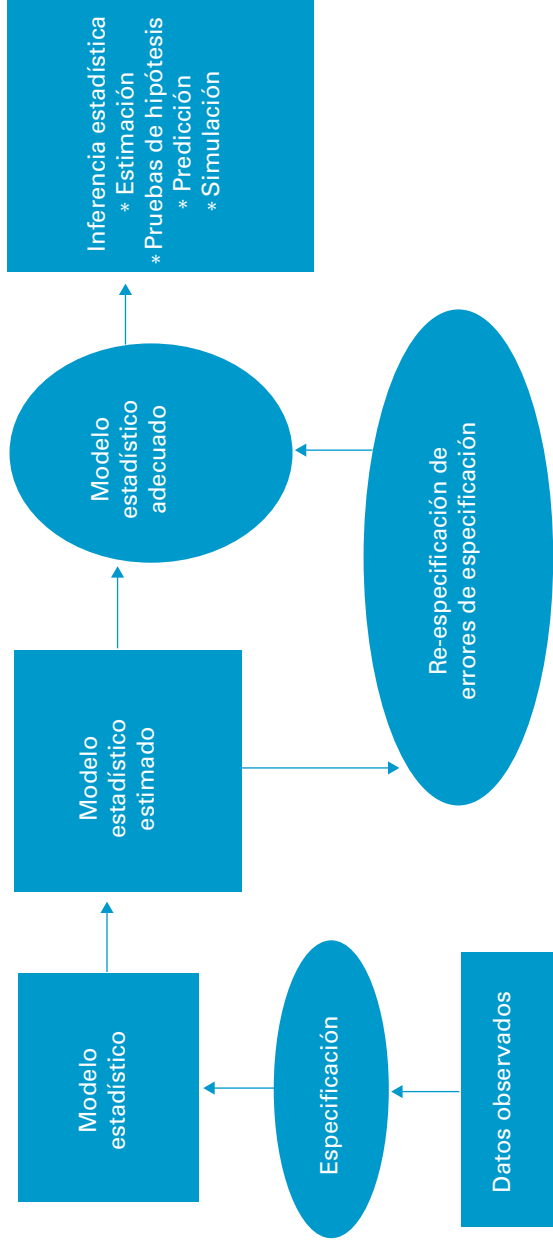 Modelo
estadístico
Modelo
estadístico
estimado
Modelo
estadístico
adecuado
Inferencia estadística
* Estimación
* Pruebas de hipótesis
* Predicción
* Simulación
Especificación
Re-especificación de
errores de especificación
Datos observados